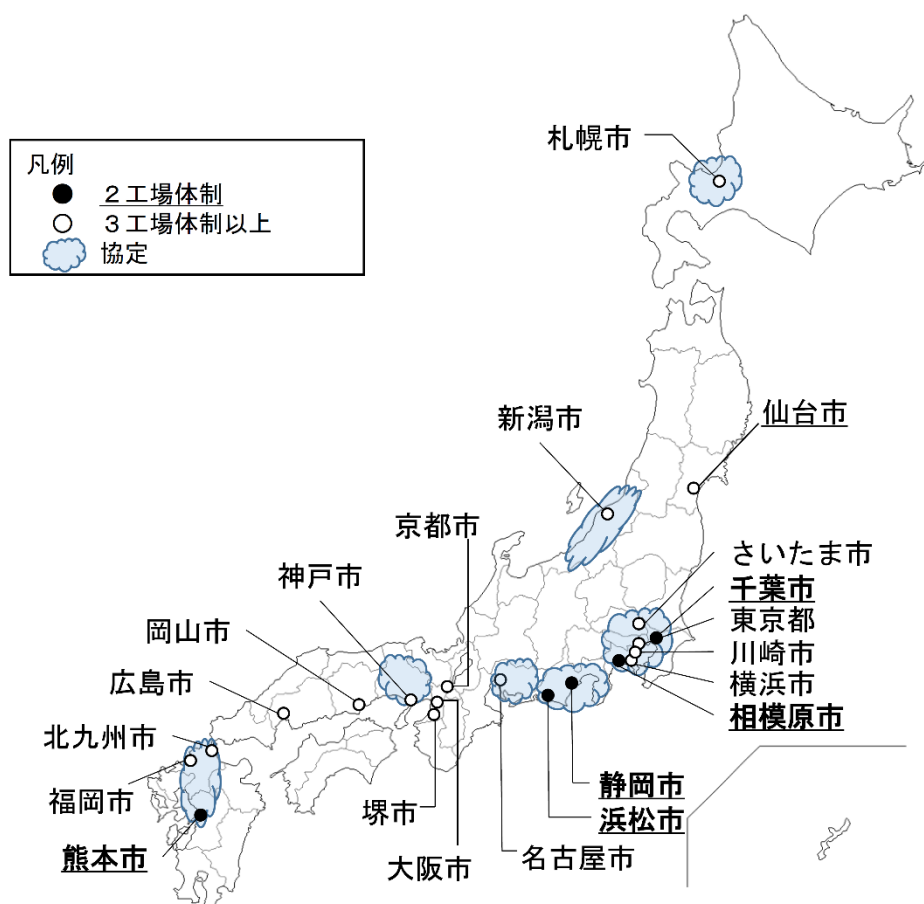 凡例
２工場体制
３工場体制以上
協定
札幌市
仙台市
新潟市
京都市
神戸市
岡山市
広島市
北九州市
福岡市
熊本市
さいたま市
千葉市
東京都
川崎市
横浜市
相模原市
静岡市
浜松市
名古屋市
堺市
大阪市